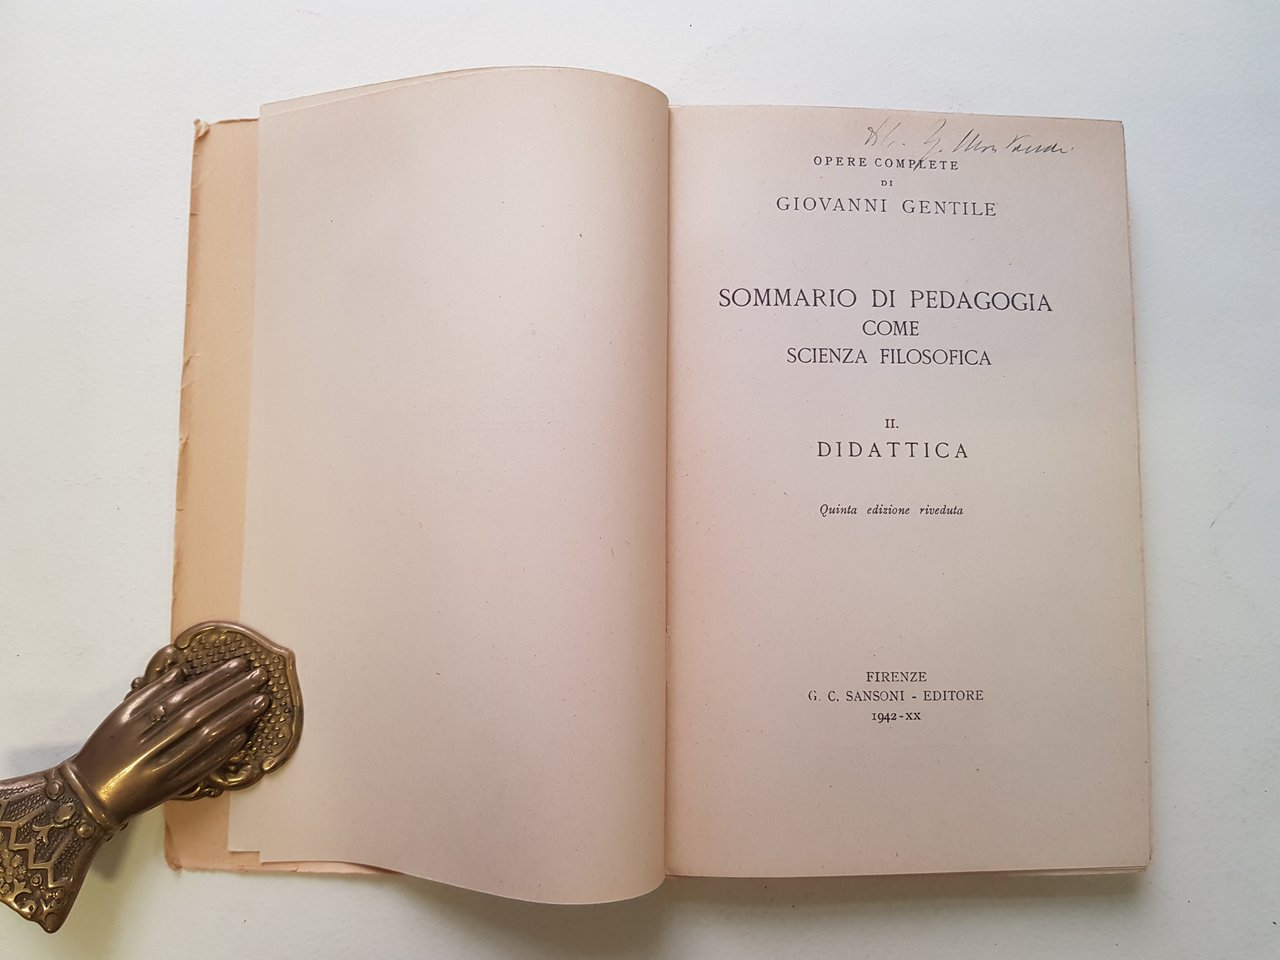 OPERE COMPLETE
DI
GIOVANNI GENTILE
SOMMARIO DI PEDAGOGIA
COME
SCIENZA FILOSOFICA
II.
DIDATTICA
Quinta edizione riveduta
FIRENZE
G. C. SANSONI - EDITORE
1942-XX